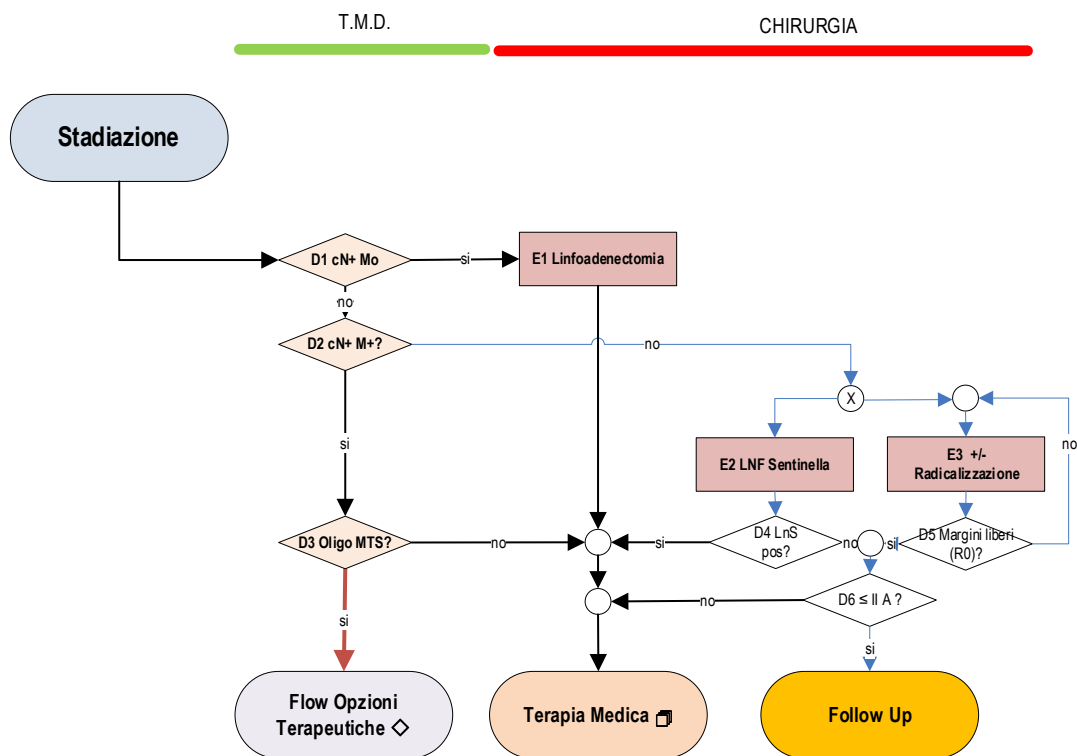 T.M.D.
CHIRURGIA
Stadiazione
D1 cN+ Mo
si
E1 Linfoadenectomia
no
D2 cN+ M+?
no
X
si
E2 LNF Sentinella
E3 +/-
Radicalizzazione
no
D3 Oligo MTS?
no
si
D4 LnS
pos?
no
si
D5 Margini liberi
(R0)?
no
D6 ≤ II A ?
si
si
Flow Opzioni
Terapeutiche
Terapia Medica
Follow Up